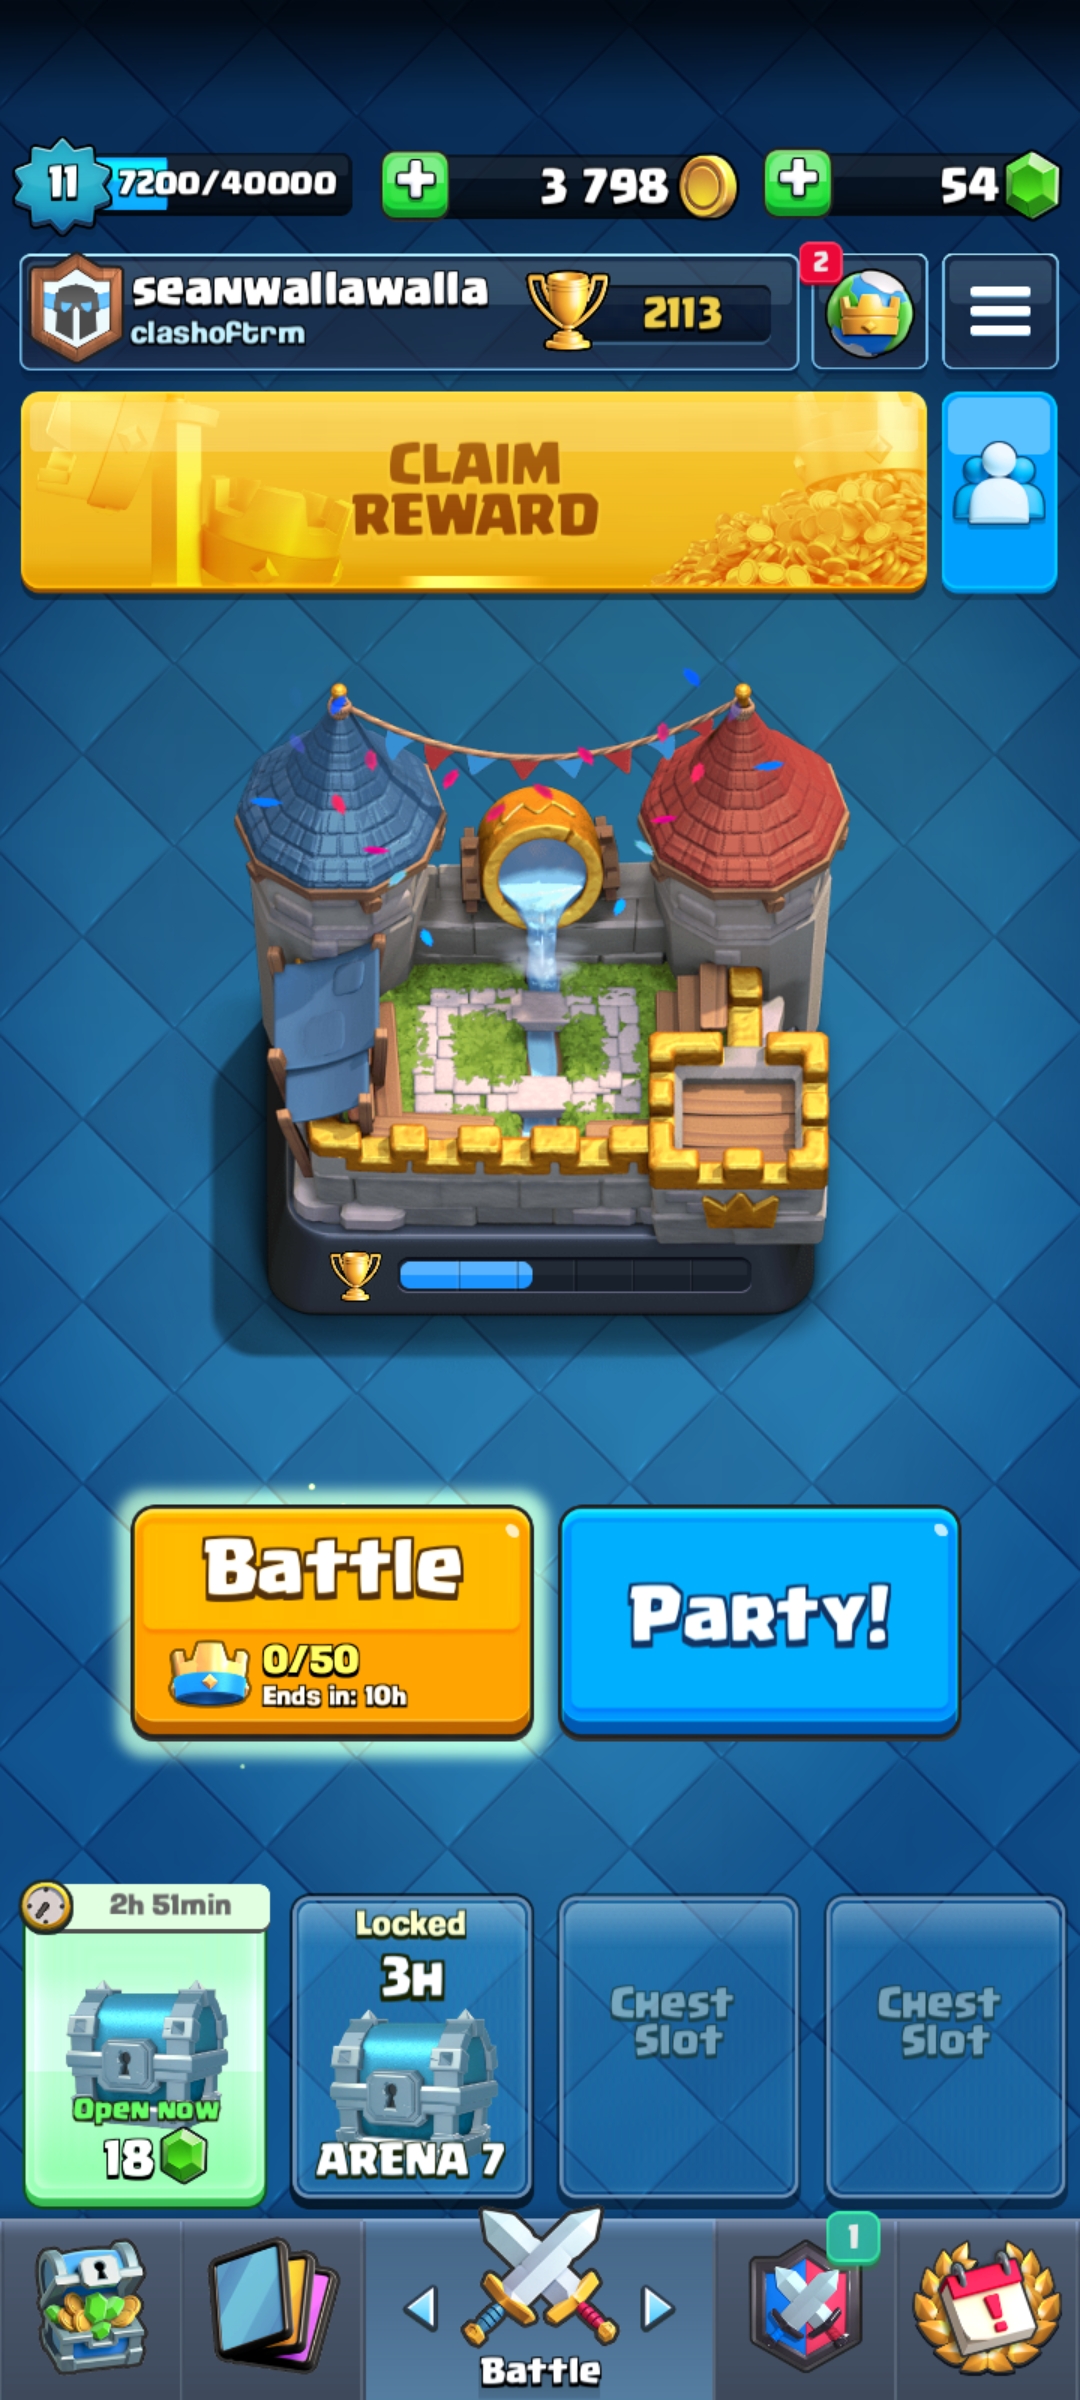 11
7200/40000
3 798
54
seanwallawalla
clashoftrm
2113
2
CLAIM
REWARD
Battle
0/50
Ends in: 10h
Party!
2h 51min
Open now
18
Locked
3H
ARENA 7
Chest
Slot
Chest
Slot
1
!
Battle